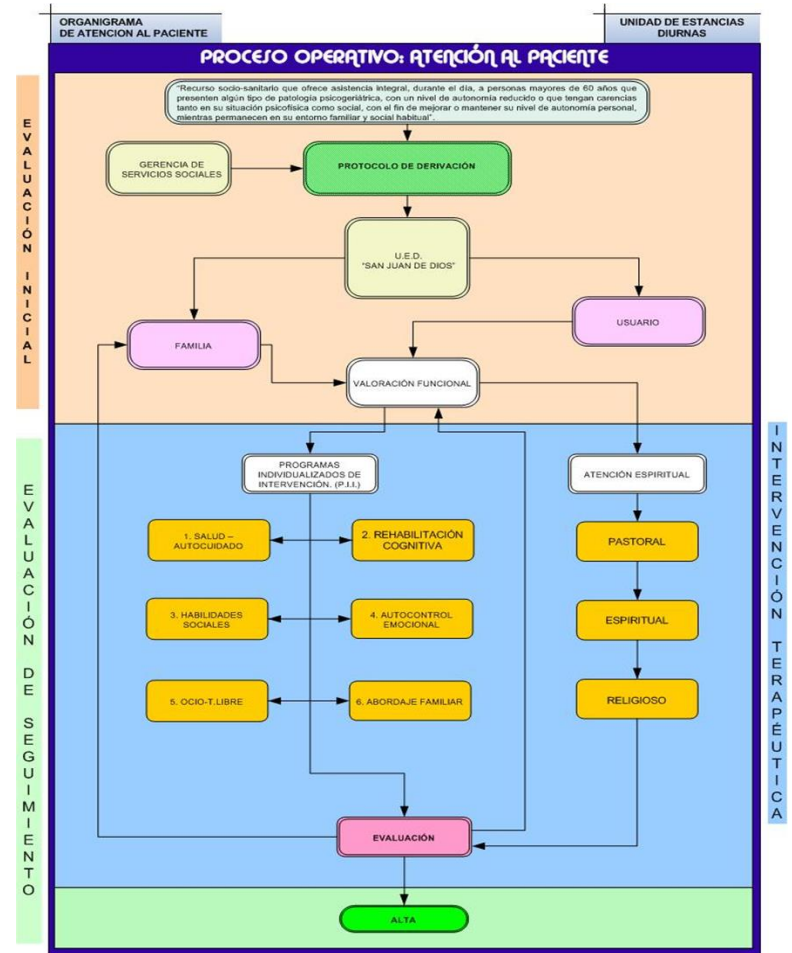 ORGANIGRAMA
DE ATENCION AL PACIENTE
UNIDAD DE ESTANCIAS
DIURNAS
PROCESO OPERATIVO: ATENCIÓN AL PACIENTE
EVALUACIÓN INICIAL
"Recurso socio-sanitario que ofrece asistencia integral, durante el día, a personas mayores de 60 años que
presenten algún tipo de patología psicogeriátrica, con un nivel de autonomía reducido o que tengan carencias
tanto en su situación psicofísica como social, con el fin de mejorar o mantener su nivel de autonomía personal,
mientras permanecen en su entorno familiar y social habitual".
GERENCIA DE
SERVICIOS SOCIALES
PROTOCOLO DE DERIVACIÓN
U.E.D.
"SAN JUAN DE DIOS"
FAMILIA
USUARIO
VALORACIÓN FUNCIONAL
EVALUACIÓN DE SEGUIMIENTO
INTERVENCIÓN TERAPÉUTICA
PROGRAMAS
INDIVIDUALIZADOS DE
INTERVENCIÓN. (P.I.I.)
ATENCIÓN ESPIRITUAL
1. SALUD –
AUTOCUIDADO
2. REHABILITACIÓN
COGNITIVA
PASTORAL
3. HABILIDADES
SOCIALES
4. AUTOCONTROL
EMOCIONAL
ESPIRITUAL
5. OCIO-T.LIBRE
6. ABORDAJE FAMILIAR
RELIGIOSO
EVALUACIÓN
ALTA